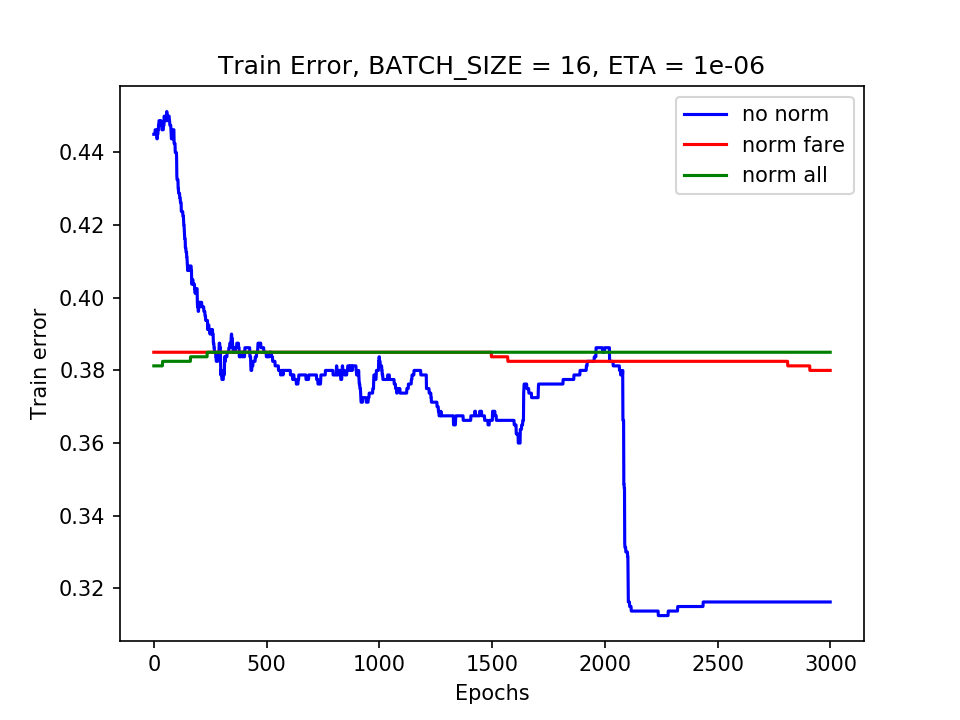 Train Error, BATCH_SIZE = 16, ETA = 1e-06
no norm
norm fare
norm all
0.44
0.42
0.40
0.38
0.36
0.34
0.32
Train error
0 500 1000 1500 2000 2500 3000
Epochs